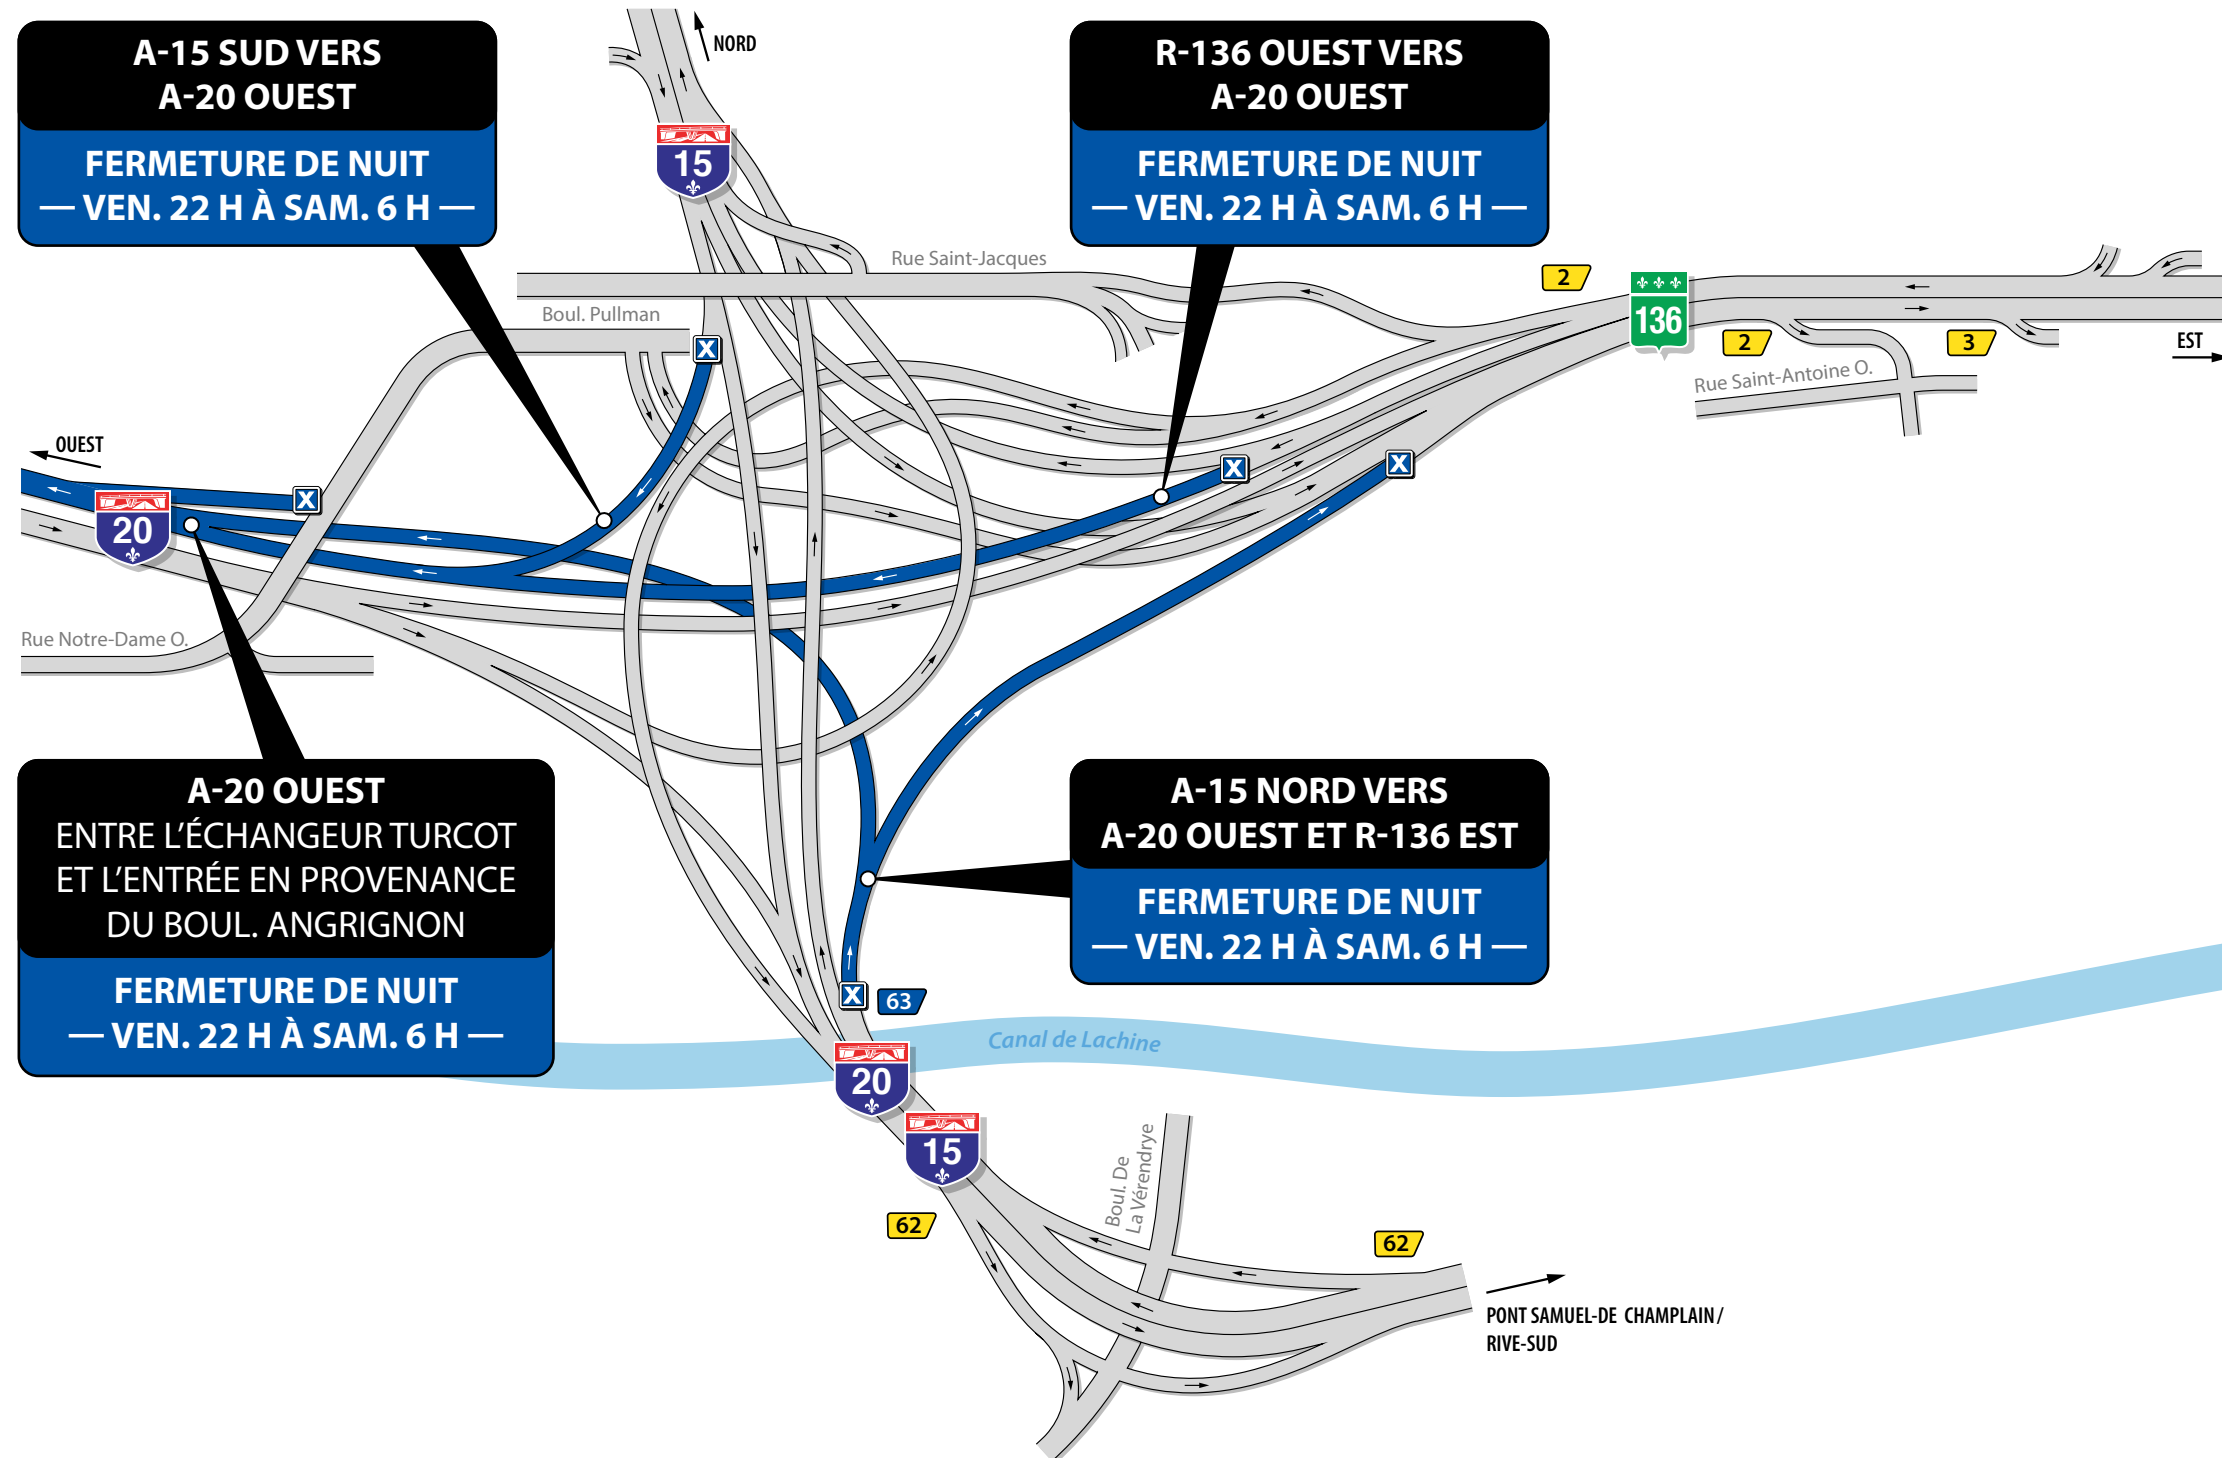 A-15 SUD VERS
A-20 OUEST
FERMETURE DE NUIT
— VEN. 22 H À SAM. 6 H —
NORD
15
R-136 OUEST VERS
A-20 OUEST
FERMETURE DE NUIT
— VEN. 22 H À SAM. 6 H —
Rue Saint-Jacques
2
136
2
3
EST
Rue Saint-Antoine O.
Boul. Pullman
X
OUEST
X
X
X
20
Rue Notre-Dame O.
A-20 OUEST
ENTRE L'ÉCHANGEUR TURCOT
ET L'ENTRÉE EN PROVENANCE
DU BOUL. ANGRIGNON
FERMETURE DE NUIT
— VEN. 22 H À SAM. 6 H —
A-15 NORD VERS
A-20 OUEST ET R-136 EST
FERMETURE DE NUIT
— VEN. 22 H À SAM. 6 H —
X
63
Canal de Lachine
20
15
Boul. De
La Vérendrye
62
62
PONT SAMUEL-DE CHAMPLAIN/
RIVE-SUD